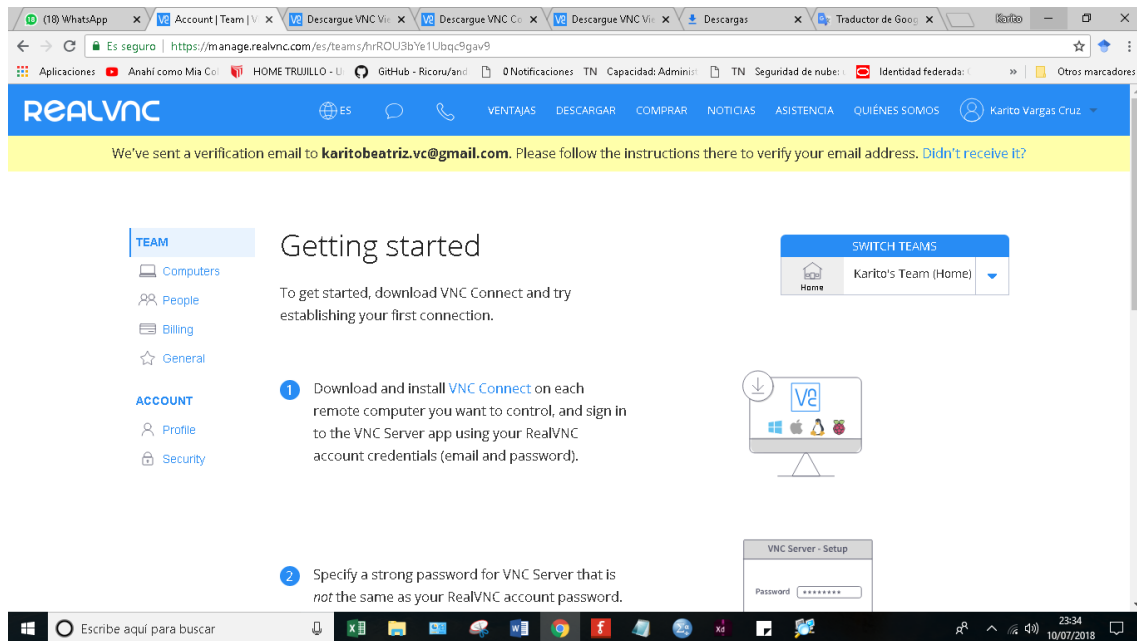 (18) WhatsApp
Account | Team | V
Descargue VNC Vie
Descargue VNC Co
Descargue VNC Vie
Descargas
Traductor de Goog
Karito
Es seguro | https://manage.realvnc.com/es/teams/hrROU3bYe1Ubqc9gav9
Aplicaciones
Anahí como Mia Col
HOME TRUJILLO - U
GitHub - Ricoru/and
0 Notificaciones
TN Capacidad: Administ
TN Seguridad de nube:
Identidad federada:
»
Otros marcadores
REALVNC
ES
VENTAJAS
DESCARGAR
COMPRAR
NOTICIAS
ASISTENCIA
QUIÉNES SOMOS
Karito Vargas Cruz
We've sent a verification email to karitobeatriz.vc@gmail.com. Please follow the instructions there to verify your email address. Didn't receive it?
TEAM
Computers
People
Billing
General
ACCOUNT
Profile
Security
Getting started
To get started, download VNC Connect and try
establishing your first connection.
SWITCH TEAMS
Home
Karito's Team (Home)
1
Download and install VNC Connect on each
remote computer you want to control, and sign in
to the VNC Server app using your RealVNC
account credentials (email and password).
2
Specify a strong password for VNC Server that is
not the same as your RealVNC account password.
VNC Server - Setup
Password ********
Escribe aquí para buscar
23:34
10/07/2018